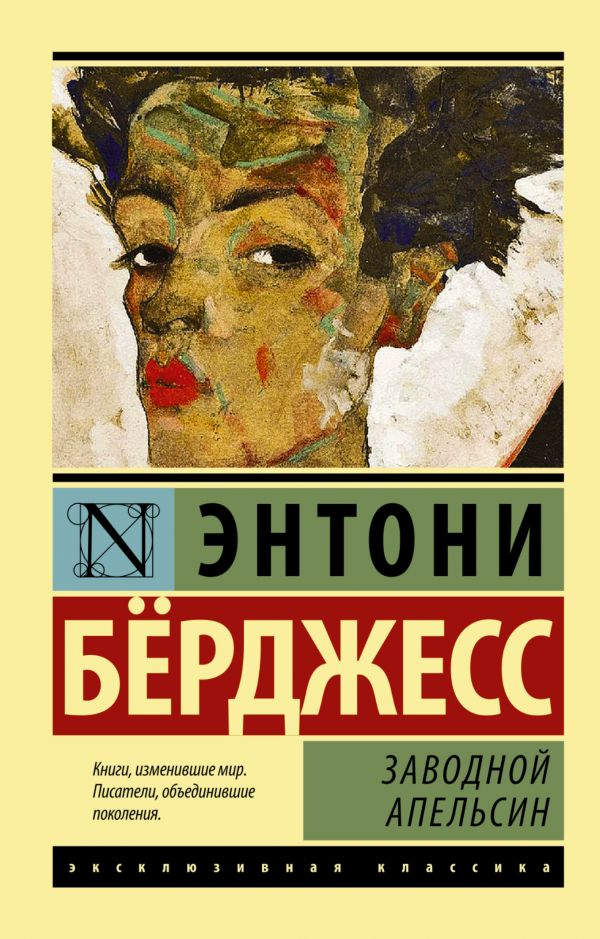 N
ЭНТОНИ
БЁРДЖЕСС
Книги, изменившие мир.
Писатели, объединившие
поколения.
ЗАВОДНОЙ
АПЕЛЬСИН
эксклюзивная классика